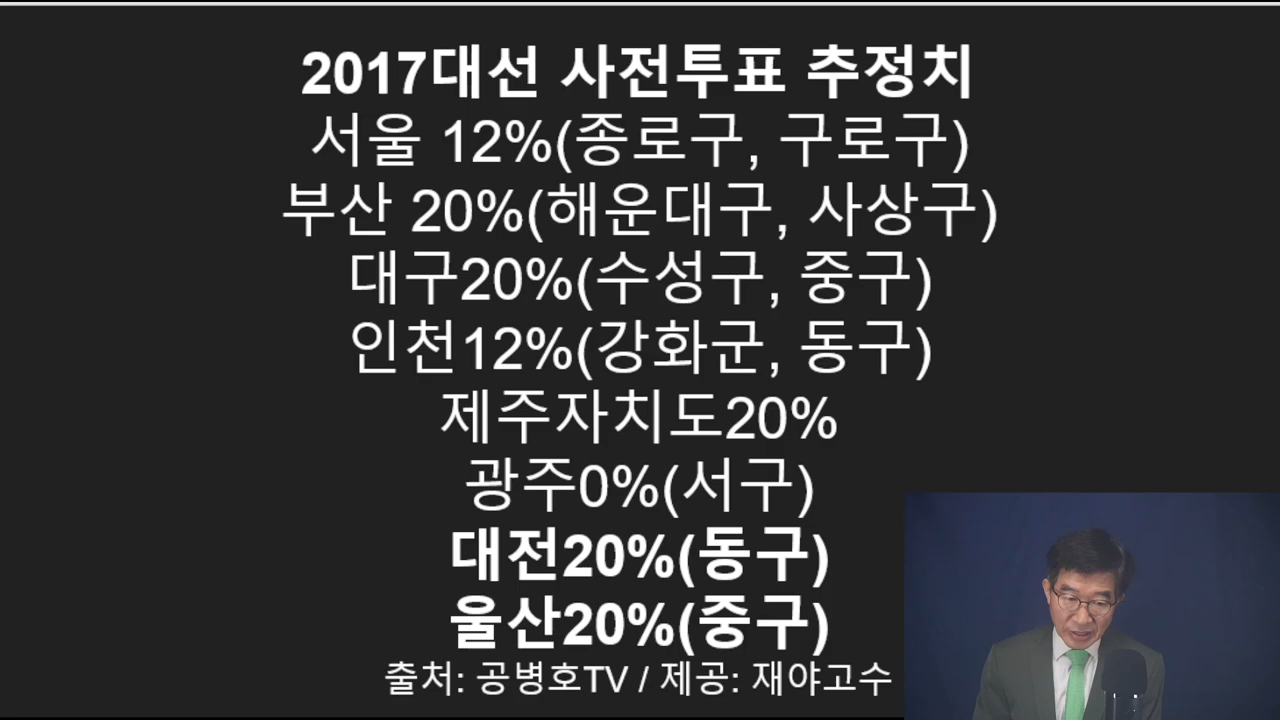 2017대선 사전투표 추정치
서울 12%(종로구, 구로구)
부산 20%(해운대구, 사상구)
대구20%(수성구, 중구)
인천12%(강화군, 동구)
제주자치도20%
광주0%(서구)
대전20%(동구)
울산20%(중구)
출처: 공병호TV / 제공: 재야고수